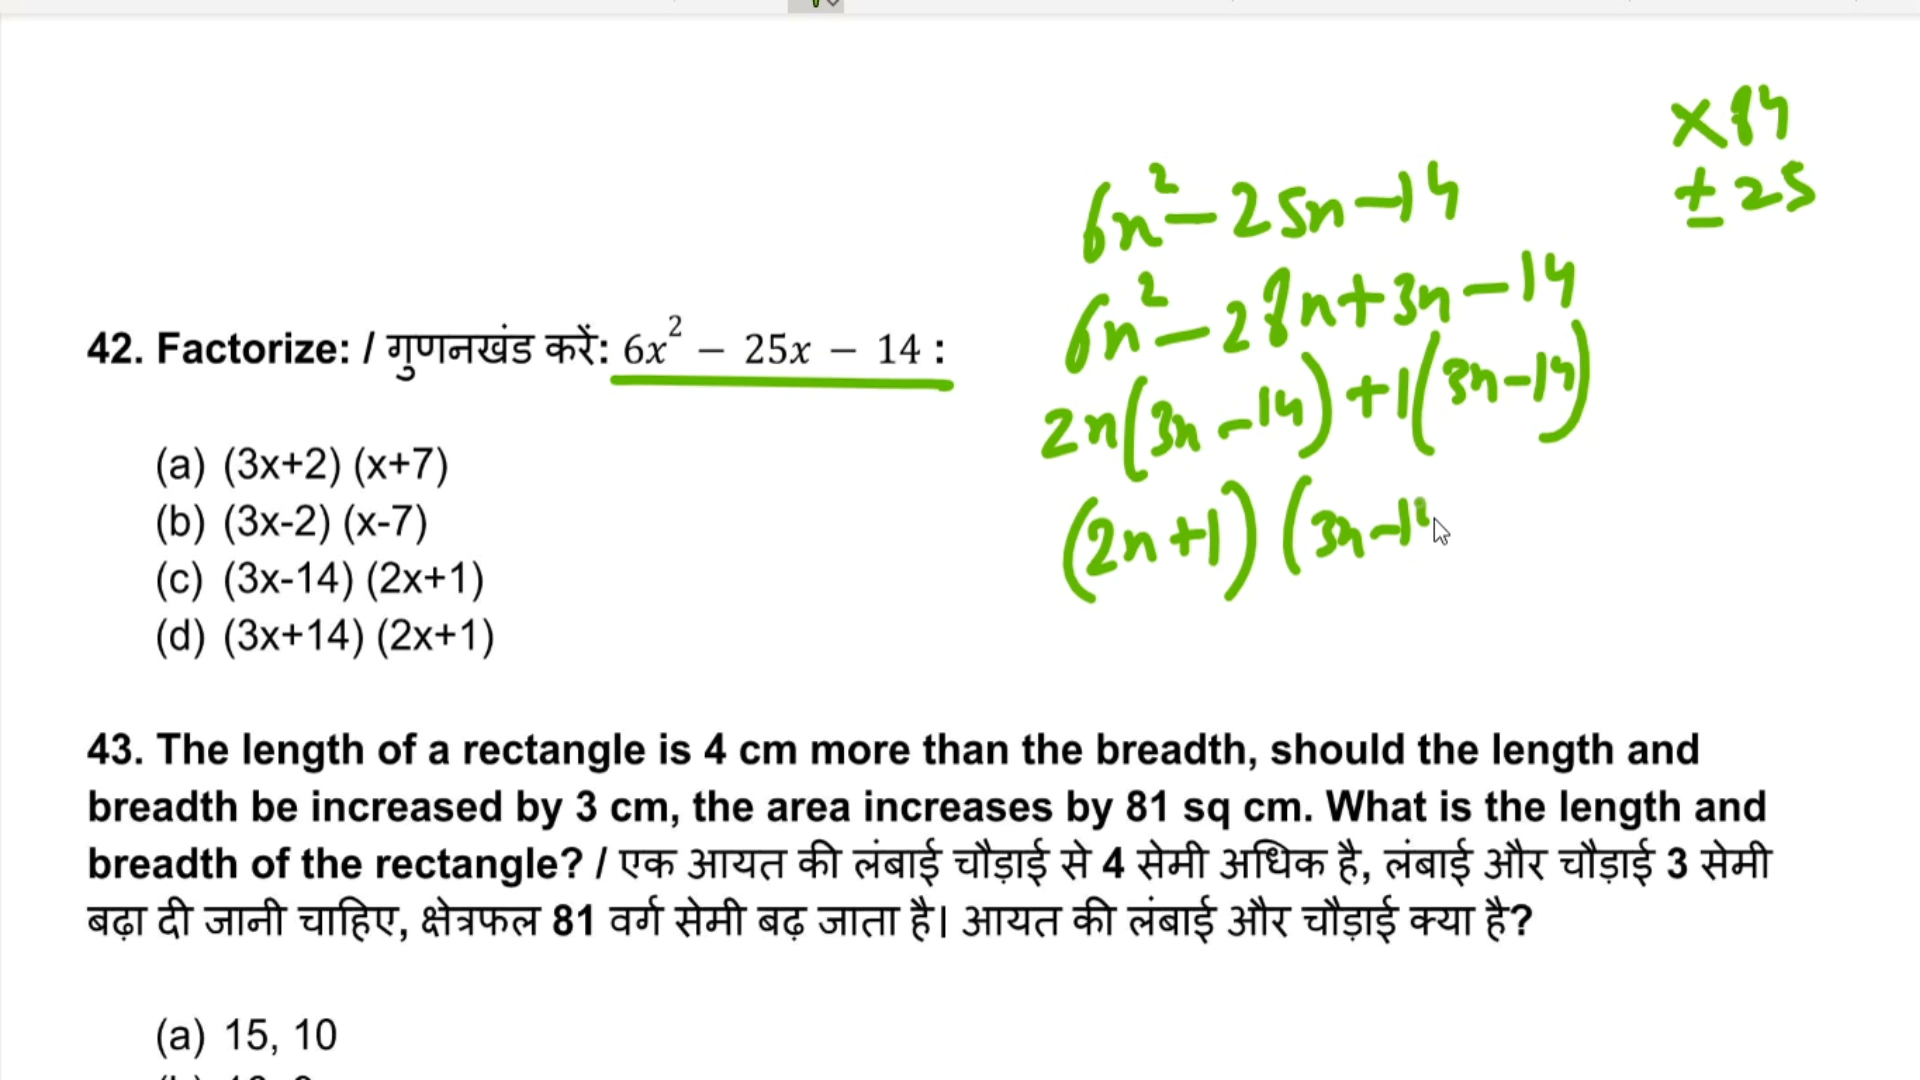 ×84
±25
6x² - 25x - 14
6x² - 28x + 3x - 14
42. Factorize: / गुणनखंड करें: 6x² − 25x − 14 :
2x(3x - 14) + 1(3x - 14)
(a) (3x+2) (x+7)
(b) (3x-2) (x-7)
(2x + 1) (3x - 1
(c) (3x-14) (2x+1)
(d) (3x+14) (2x+1)
43. The length of a rectangle is 4 cm more than the breadth, should the length and
breadth be increased by 3 cm, the area increases by 81 sq cm. What is the length and
breadth of the rectangle? / एक आयत की लंबाई चौड़ाई से 4 सेमी अधिक है, लंबाई और चौड़ाई 3 सेमी
बढ़ा दी जानी चाहिए, क्षेत्रफल 81 वर्ग सेमी बढ़ जाता है। आयत की लंबाई और चौड़ाई क्या है?
(a) 15, 10